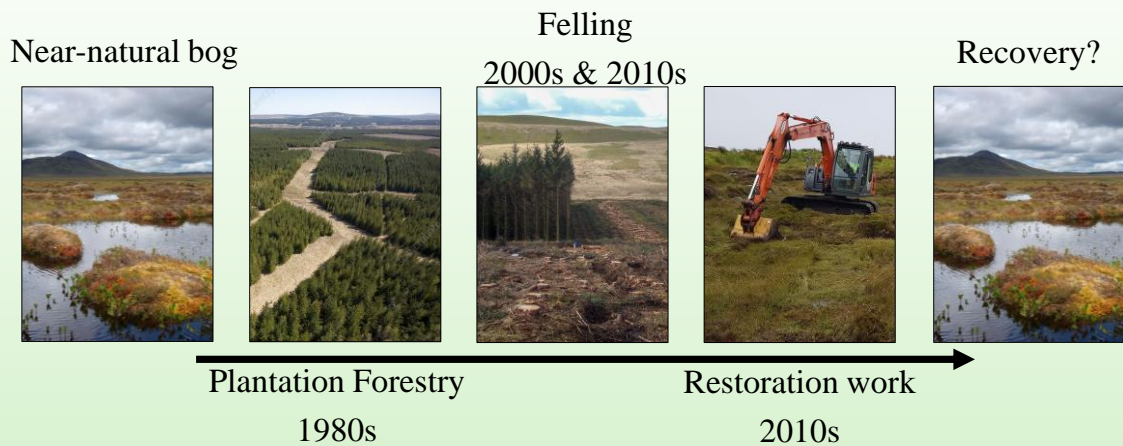 Near-natural bog
Felling
2000s & 2010s
Recovery?
Plantation Forestry
1980s
Restoration work
2010s